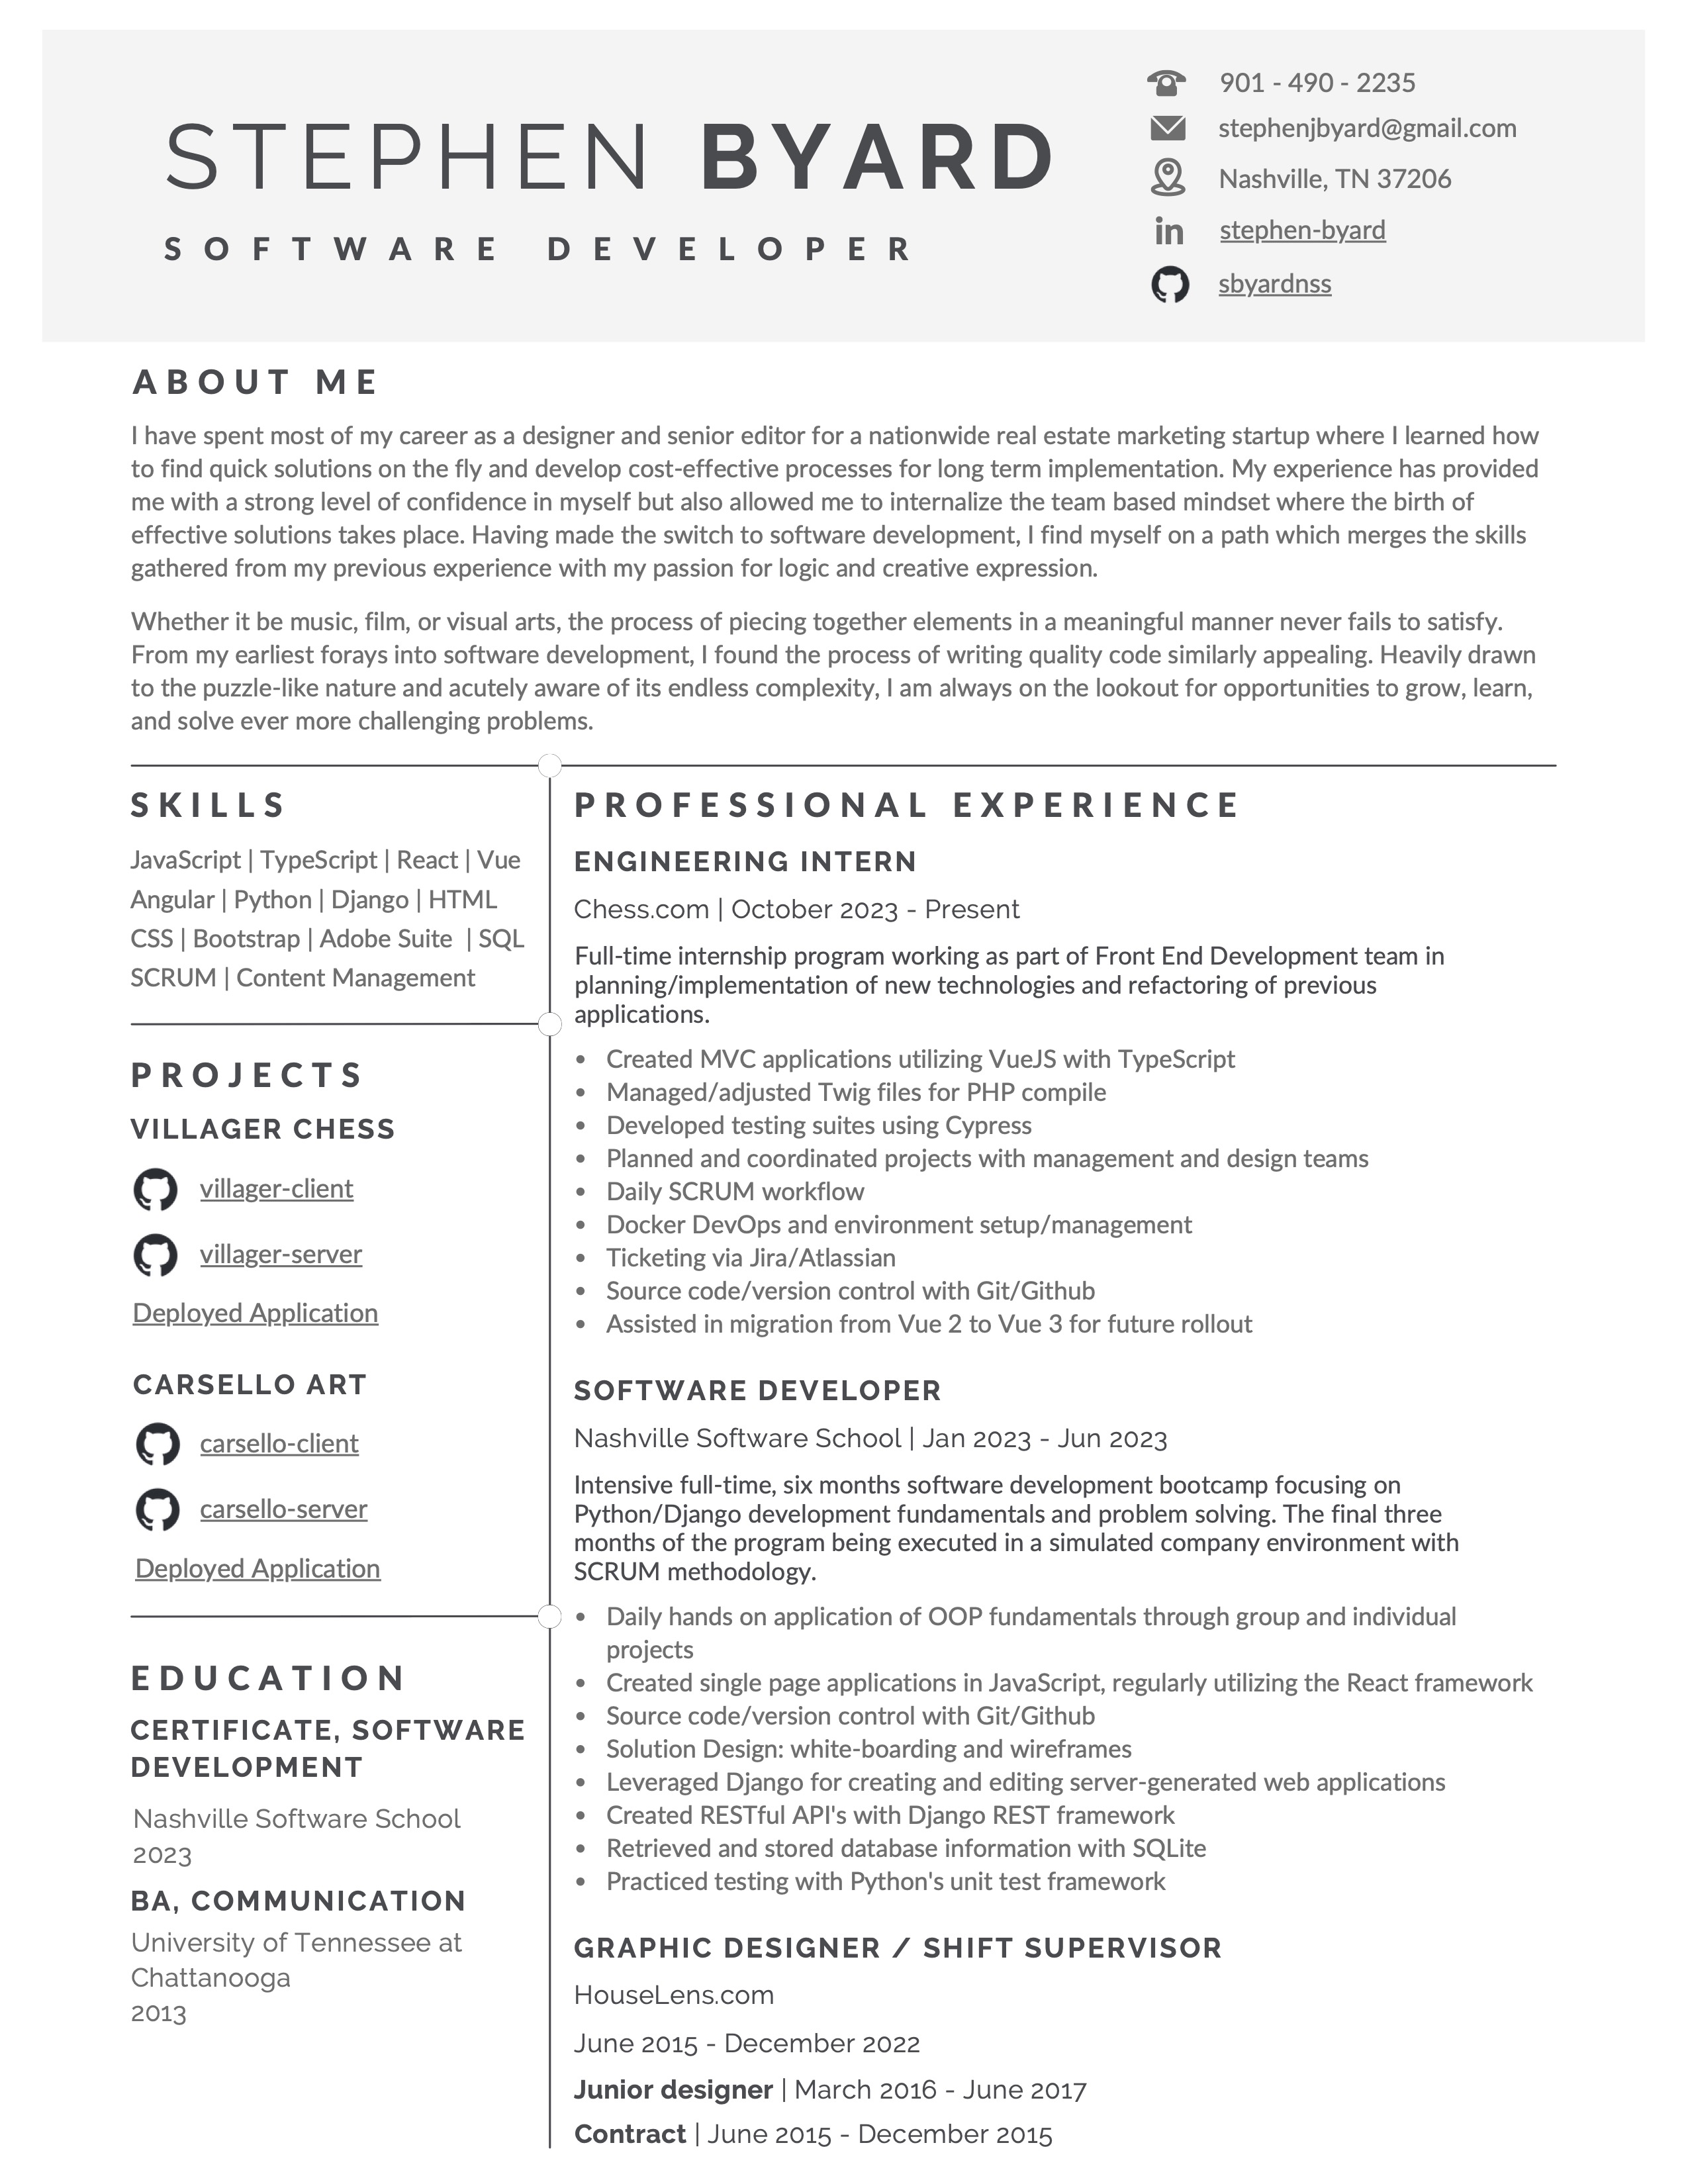 STEPHEN BYARD
SOFTWARE DEVELOPER
901 - 490 - 2235
stephenjbyard@gmail.com
Nashville, TN 37206
in stephen-byard
sbyardnss
ABOUT ME
I have spent most of my career as a designer and senior editor for a nationwide real estate marketing startup where I learned how
to find quick solutions on the fly and develop cost-effective processes for long term implementation. My experience has provided
me with a strong level of confidence in myself but also allowed me to internalize the team based mindset where the birth of
effective solutions takes place. Having made the switch to software development, I find myself on a path which merges the skills
gathered from my previous experience with my passion for logic and creative expression.
Whether it be music, film, or visual arts, the process of piecing together elements in a meaningful manner never fails to satisfy.
From my earliest forays into software development, I found the process of writing quality code similarly appealing. Heavily drawn
to the puzzle-like nature and acutely aware of its endless complexity, I am always on the lookout for opportunities to grow, learn,
and solve ever more challenging problems.
SKILLS
JavaScript | TypeScript | React | Vue
Angular | Python | Django | HTML
CSS | Bootstrap | Adobe Suite | SQL
SCRUM | Content Management
PROJECTS
VILLAGER CHESS
villager-client
villager-server
Deployed Application
CARSELLO ART
carsello-client
carsello-server
Deployed Application
EDUCATION
CERTIFICATE, SOFTWARE
DEVELOPMENT
Nashville Software School
2023
BA, COMMUNICATION
University of Tennessee at
Chattanooga
2013
PROFESSIONAL EXPERIENCE
ENGINEERING INTERN
Chess.com | October 2023 - Present
Full-time internship program working as part of Front End Development team in
planning/implementation of new technologies and refactoring of previous
applications.
• Created MVC applications utilizing VueJS with TypeScript
• Managed/adjusted Twig files for PHP compile
• Developed testing suites using Cypress
• Planned and coordinated projects with management and design teams
• Daily SCRUM workflow
• Docker DevOps and environment setup/management
• Ticketing via Jira/Atlassian
• Source code/version control with Git/Github
• Assisted in migration from Vue 2 to Vue 3 for future rollout
SOFTWARE DEVELOPER
Nashville Software School | Jan 2023 - Jun 2023
Intensive full-time, six months software development bootcamp focusing on
Python/Django development fundamentals and problem solving. The final three
months of the program being executed in a simulated company environment with
SCRUM methodology.
• Daily hands on application of OOP fundamentals through group and individual
projects
• Created single page applications in JavaScript, regularly utilizing the React framework
• Source code/version control with Git/Github
• Solution Design: white-boarding and wireframes
• Leveraged Django for creating and editing server-generated web applications
• Created RESTful API's with Django REST framework
• Retrieved and stored database information with SQLite
• Practiced testing with Python's unit test framework
GRAPHIC DESIGNER / SHIFT SUPERVISOR
HouseLens.com
June 2015 - December 2022
Junior designer | March 2016 - June 2017
Contract | June 2015 - December 2015